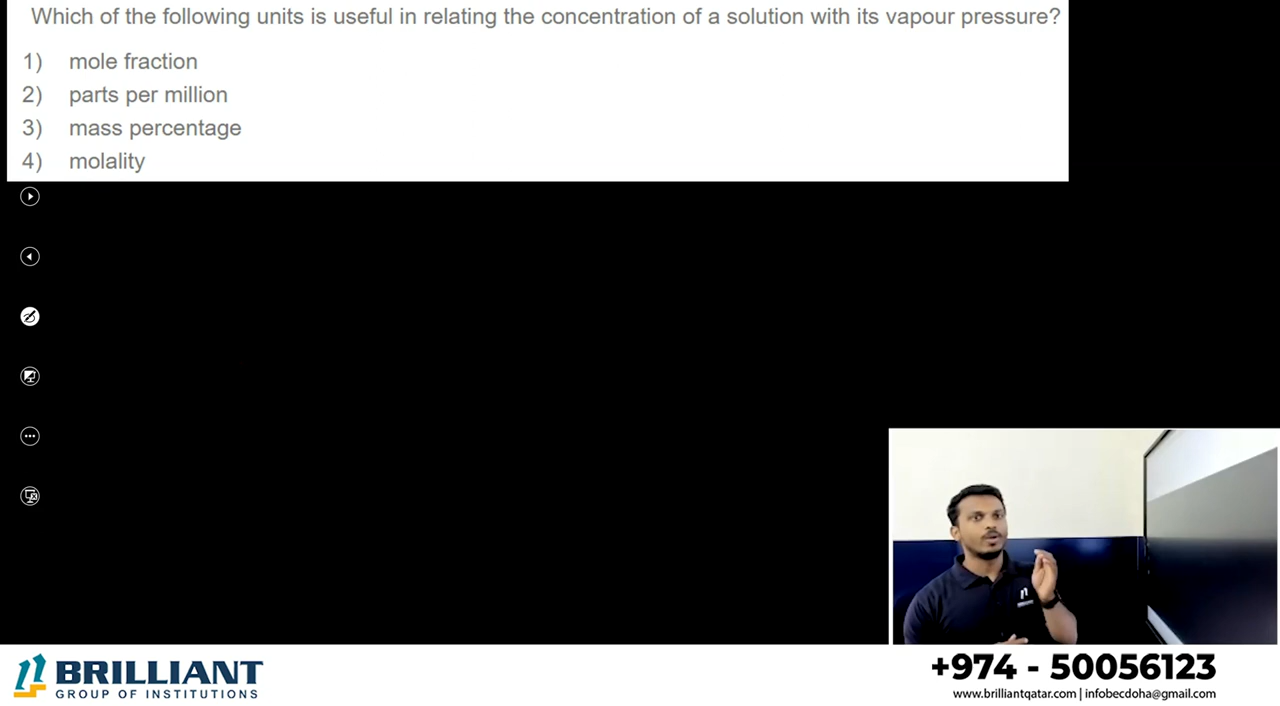 Which of the following units is useful in relating the concentration of a solution with its vapour pressure?
1) mole fraction
2) parts per million
3) mass percentage
4) molality
BRILLIANT
GROUP OF INSTITUTIONS
+974 - 50056123
www.brilliantqatar.com | infobecdoha@gmail.com